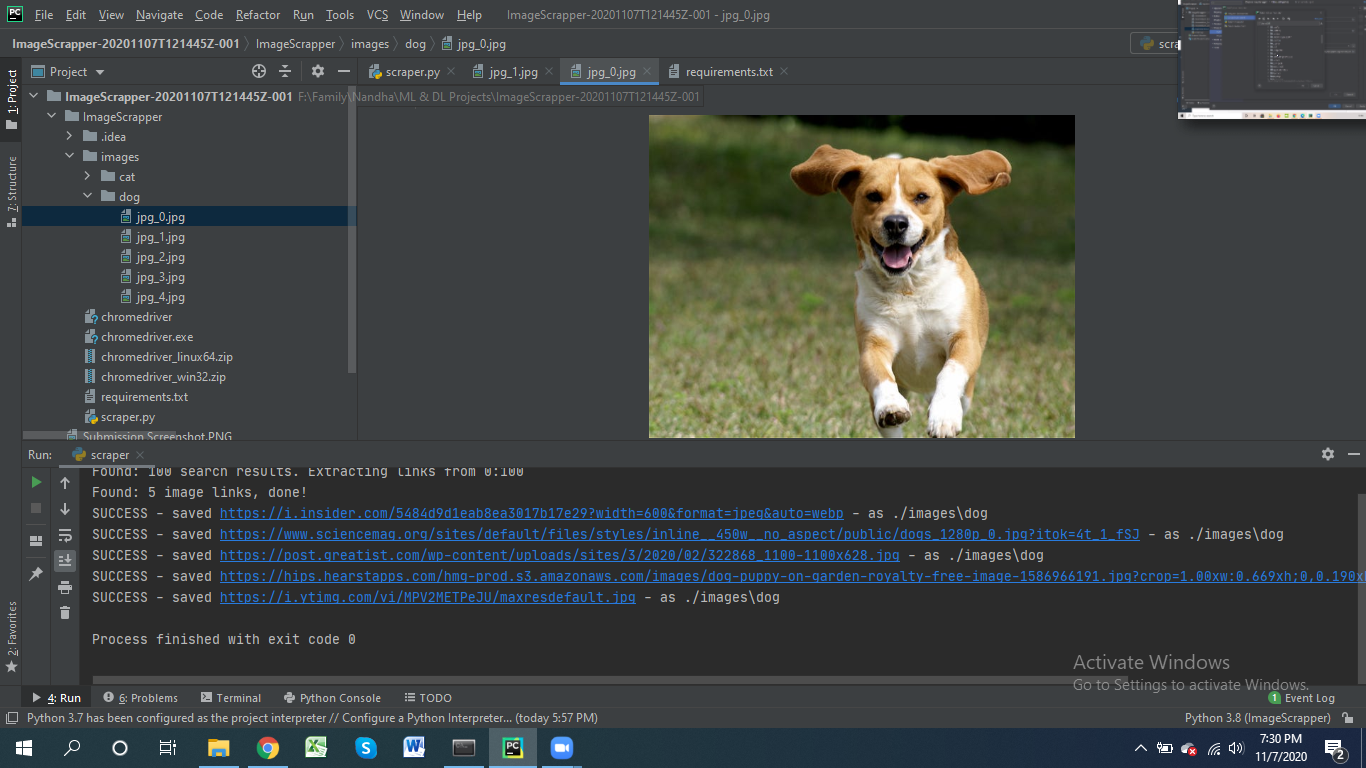 PC File Edit View Navigate Code Refactor Run Tools VCS Window Help ImageScrapper-20201107T121445Z-001 - jpg_0.jpg
ImageScrapper-20201107T121445Z-001 ImageScrapper images dog jpg_0.jpg scra
1: Project
Project
scraper.py jpg_1.jpg jpg_0.jpg requirements.txt
ImageScrapper-20201107T121445Z-001 F:\Family\Nandha\ML & DL Projects\ImageScrapper-20201107T121445Z-001
ImageScrapper
.idea
images
cat
dog
jpg_0.jpg
jpg_1.jpg
jpg_2.jpg
jpg_3.jpg
jpg_4.jpg
chromedriver
chromedriver.exe
chromedriver_linux64.zip
chromedriver_win32.zip
requirements.txt
scraper.py
Submission Screenshot.PNG
7: Structure
Run: scraper
Found: 100 search results. Extracting links from 0:100
Found: 5 image links, done!
SUCCESS - saved https://i.insider.com/5484d9d1eab8ea3017b17e29?width=600&format=jpeg&auto=webp - as ./images\dog
SUCCESS - saved https://www.sciencemag.org/sites/default/files/styles/inline__450w__no_aspect/public/dogs_1280p_0.jpg?itok=4t_1_fSJ - as ./images\dog
SUCCESS - saved https://post.greatist.com/wp-content/uploads/sites/3/2020/02/322868_1100-1100x628.jpg - as ./images\dog
SUCCESS - saved https://hips.hearstapps.com/hmg-prod.s3.amazonaws.com/images/dog-puppy-on-garden-royalty-free-image-1586966191.jpg?crop=1.00xw:0.669xh;0,0.190x
SUCCESS - saved https://i.ytimg.com/vi/MPV2METPeJU/maxresdefault.jpg - as ./images\dog
Process finished with exit code 0
2: Favorites
Activate Windows
Go to Settings to activate Windows.
4: Run 6: Problems Terminal Python Console TODO 1 Event Log
Python 3.7 has been configured as the project interpreter // Configure a Python Interpreter... (today 5:57 PM) Python 3.8 (ImageScrapper)
7:30 PM
11/7/2020
2